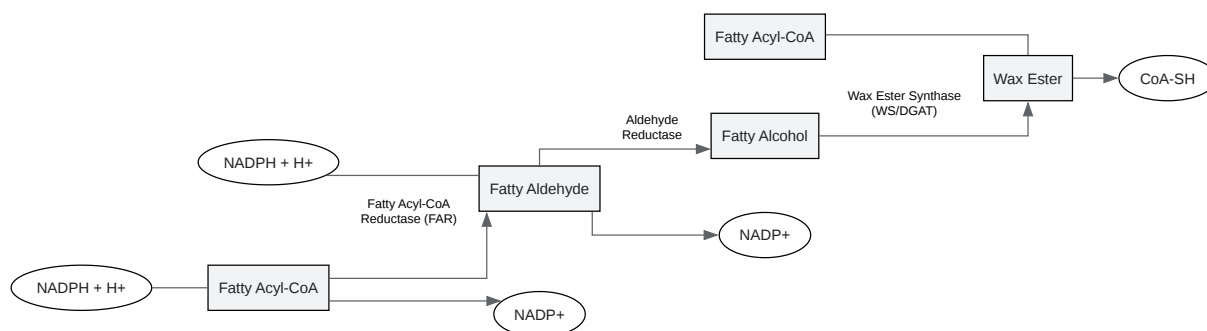 Fatty Acyl-CoA
Wax Ester
CoA-SH
Wax Ester Synthase
(WS/DGAT)
Aldehyde
Reductase
Fatty Alcohol
NADPH + H+
Fatty Aldehyde
Fatty Acyl-CoA
Reductase (FAR)
NADP+
NADPH + H+
Fatty Acyl-CoA
NADP+